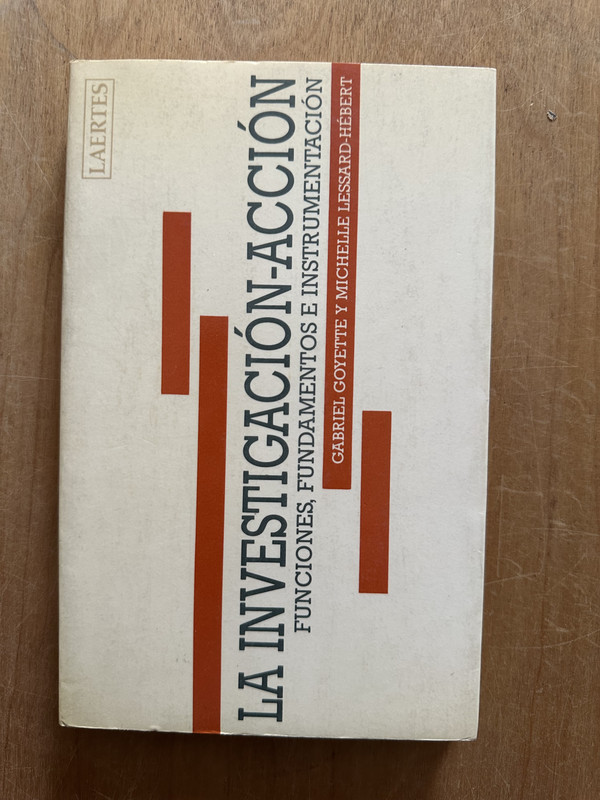 LAERTES
LA INVESTIGACIÓN-ACCIÓN
FUNCIONES, FUNDAMENTOS E INSTRUMENTACIÓN
GABRIEL GOYETTE Y MICHELLE LESSARD-HÉBERT